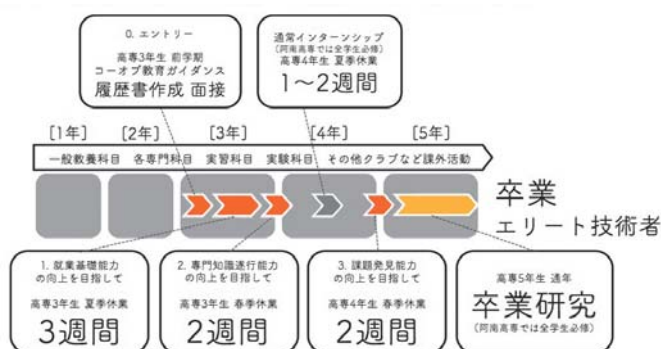 0. エントリー
高専3年生 前学期
コーオプ教育ガイダンス
履歴書作成 面接
通常インターンシップ
(阿南高専では全学生必修)
高専4年生 夏季休業
1〜2週間
[1年] [2年] [3年] [4年] [5年]
一般教養科目 各専門科目 実習科目 実験科目 その他クラブなど課外活動
卒業
エリート技術者
1. 就業基礎能力
の向上を目指して
高専3年生 夏季休業
3週間
2. 専門知識遂行能力
の向上を目指して
高専3年生 春季休業
2週間
3. 課題発見能力
の向上を目指して
高専4年生 春季休業
2週間
高専5年生 通年
卒業研究
(阿南高専では全学生必修)